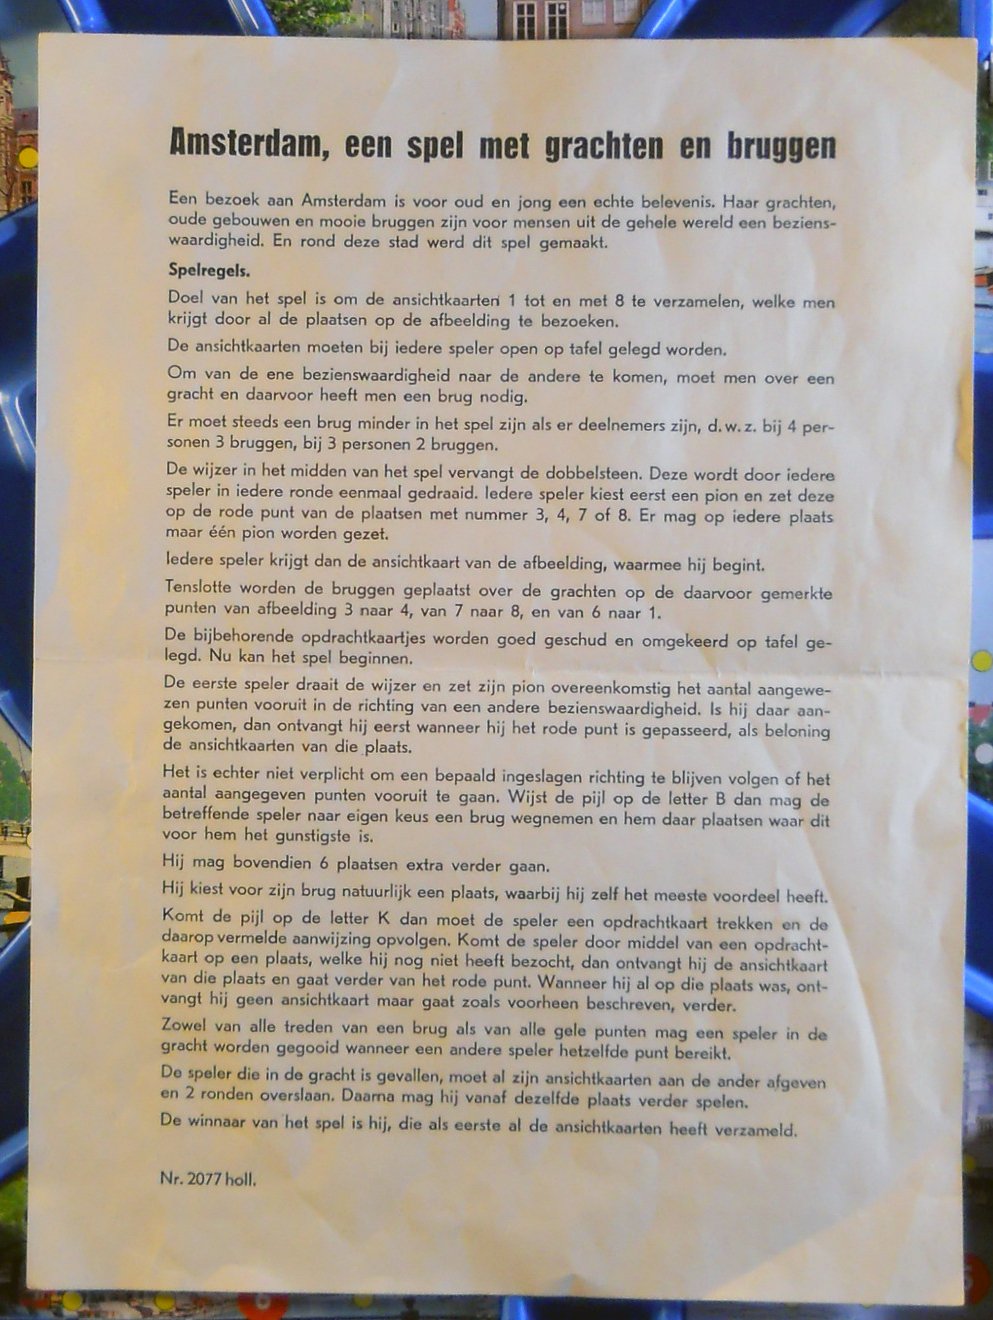 Amsterdam, een spel met grachten en bruggen
Een bezoek aan Amsterdam is voor oud en jong een echte belevenis. Haar grachten,
oude gebouwen en mooie bruggen zijn voor mensen uit de gehele wereld een beziens-
waardigheid. En rond deze stad werd dit spel gemaakt.
Spelregels.
Doel van het spel is om de ansichtkaarten 1 tot en met 8 te verzamelen, welke men
krijgt door al de plaatsen op de afbeelding te bezoeken.
De ansichtkaarten moeten bij iedere speler open op tafel gelegd worden.
Om van de ene bezienswaardigheid naar de andere te komen, moet men over een
gracht en daarvoor heeft men een brug nodig.
Er moet steeds een brug minder in het spel zijn als er deelnemers zijn, d.w.z. bij 4 per-
sonen 3 bruggen, bij 3 personen 2 bruggen.
De wijzer in het midden van het spel vervangt de dobbelsteen. Deze wordt door iedere
speler in iedere ronde eenmaal gedraaid. Iedere speler kiest eerst een pion en zet deze
op de rode punt van de plaatsen met nummer 3, 4, 7 of 8. Er mag op iedere plaats
maar één pion worden gezet.
Iedere speler krijgt dan de ansichtkaart van de afbeelding, waarmee hij begint.
Tenslotte worden de bruggen geplaatst over de grachten op de daarvoor gemerkte
punten van afbeelding 3 naar 4, van 7 naar 8, en van 6 naar 1.
De bijbehorende opdrachtkaartjes worden goed geschud en omgekeerd op tafel ge-
legd. Nu kan het spel beginnen.
De eerste speler draait de wijzer en zet zijn pion overeenkomstig het aantal aangewe-
zen punten vooruit in de richting van een andere bezienswaardigheid. Is hij daar aan-
gekomen, dan ontvangt hij eerst wanneer hij het rode punt is gepasseerd, als beloning
de ansichtkaarten van die plaats.
Het is echter niet verplicht om een bepaald ingeslagen richting te blijven volgen of het
aantal aangegeven punten vooruit te gaan. Wijst de pijl op de letter B dan mag de
betreffende speler naar eigen keus een brug wegnemen en hem daar plaatsen waar dit
voor hem het gunstigste is.
Hij mag bovendien 6 plaatsen extra verder gaan.
Hij kiest voor zijn brug natuurlijk een plaats, waarbij hij zelf het meeste voordeel heeft.
Komt de pijl op de letter K dan moet de speler een opdrachtkaart trekken en de
daarop vermelde aanwijzing opvolgen. Komt de speler door middel van een opdracht-
kaart op een plaats, welke hij nog niet heeft bezocht, dan ontvangt hij de ansichtkaart
van die plaats en gaat verder van het rode punt. Wanneer hij al op die plaats was, ont-
vangt hij geen ansichtkaart maar gaat zoals voorheen beschreven, verder.
Zowel van alle treden van een brug als van alle gele punten mag een speler in de
gracht worden gegooid wanneer een andere speler hetzelfde punt bereikt.
De speler die in de gracht is gevallen, moet al zijn ansichtkaarten aan de ander afgeven
en 2 ronden overslaan. Daarna mag hij vanaf dezelfde plaats verder spelen.
De winnaar van het spel is hij, die als eerste al de ansichtkaarten heeft verzameld.
Nr. 2077 holl.